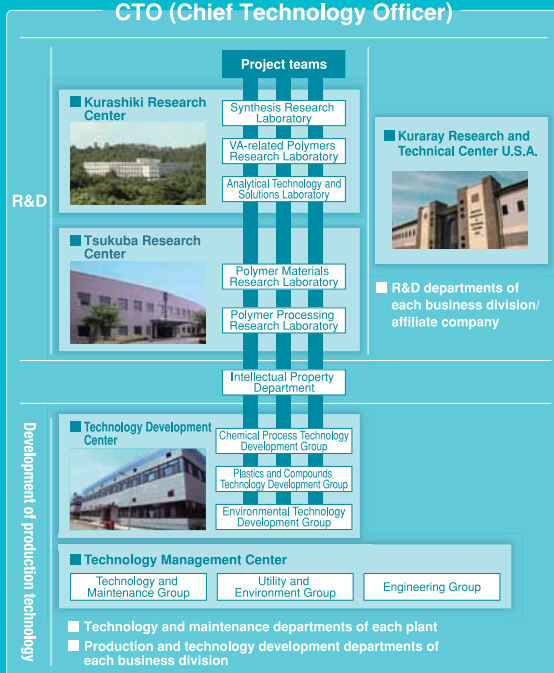 CTO (Chief Technology Officer)
Project teams
R&D
Kurashiki Research
Center
Synthesis Research
Laboratory
VA-related Polymers
Research Laboratory
Analytical Technology and
Solutions Laboratory
Tsukuba Research
Center
Polymer Materials
Research Laboratory
Polymer Processing
Research Laboratory
Kuraray Research and
Technical Center U.S.A.
R&D departments of
each business division/
affiliate company
Intellectual Property
Department
Development of production technology
Technology Development
Center
Chemical Process Technology
Development Group
Plastics and Compounds
Technology Development Group
Environmental Technology
Development Group
Technology Management Center
Technology and
Maintenance Group
Utility and
Environment Group
Engineering Group
Technology and maintenance departments of each plant
Production and technology development departments of
each business division